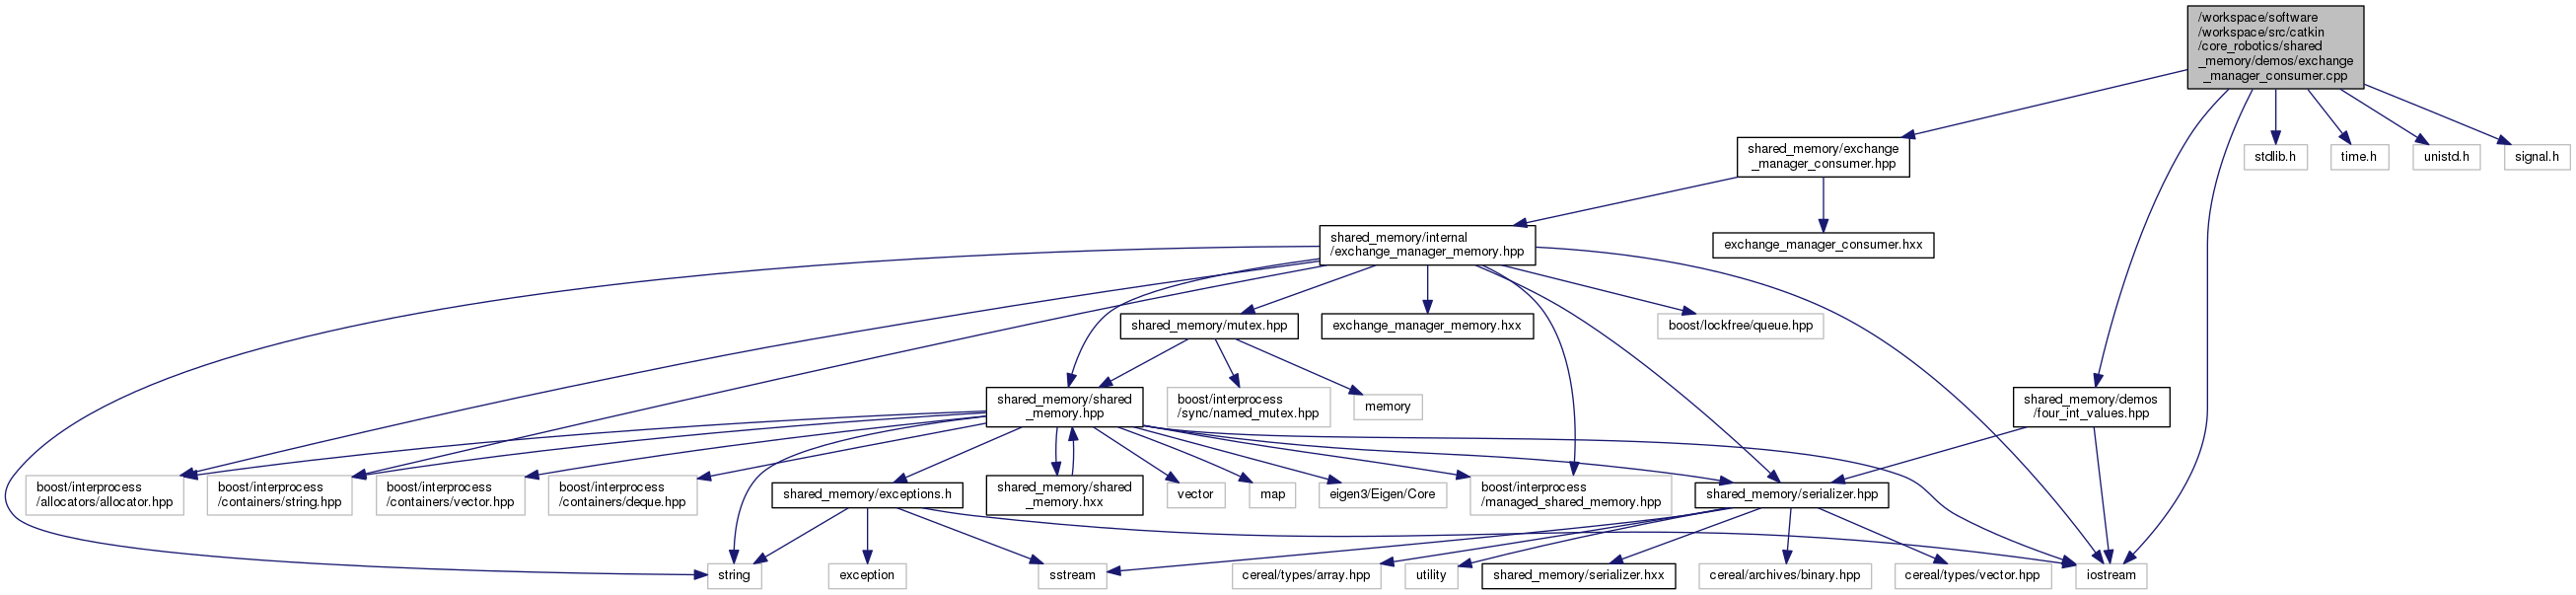 /workspace/software
/workspace/src/catkin
/core_robotics/shared
_memory/demos/exchange
_manager_consumer.cpp
shared_memory/exchange
_manager_consumer.hpp
stdlib.h
time.h
unistd.h
signal.h
shared_memory/internal
/exchange_manager_memory.hpp
exchange_manager_consumer.hxx
shared_memory/mutex.hpp
exchange_manager_memory.hxx
boost/lockfree/queue.hpp
shared_memory/shared
_memory.hpp
boost/interprocess
/sync/named_mutex.hpp
memory
shared_memory/demos
/four_int_values.hpp
boost/interprocess
/allocators/allocator.hpp
boost/interprocess
/containers/string.hpp
boost/interprocess
/containers/vector.hpp
boost/interprocess
/containers/deque.hpp
shared_memory/exceptions.h
shared_memory/shared
_memory.hxx
vector
map
eigen3/Eigen/Core
boost/interprocess
/managed_shared_memory.hpp
shared_memory/serializer.hpp
string
exception
sstream
cereal/types/array.hpp
utility
shared_memory/serializer.hxx
cereal/archives/binary.hpp
cereal/types/vector.hpp
iostream